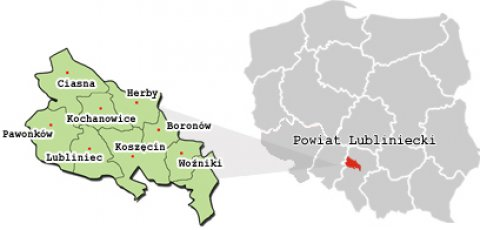 Ciasna
Herby
Kochanowice
Boronów
Pawonków
Koszęcin
Lubliniec
Woźniki
Powiat Lubliniecki